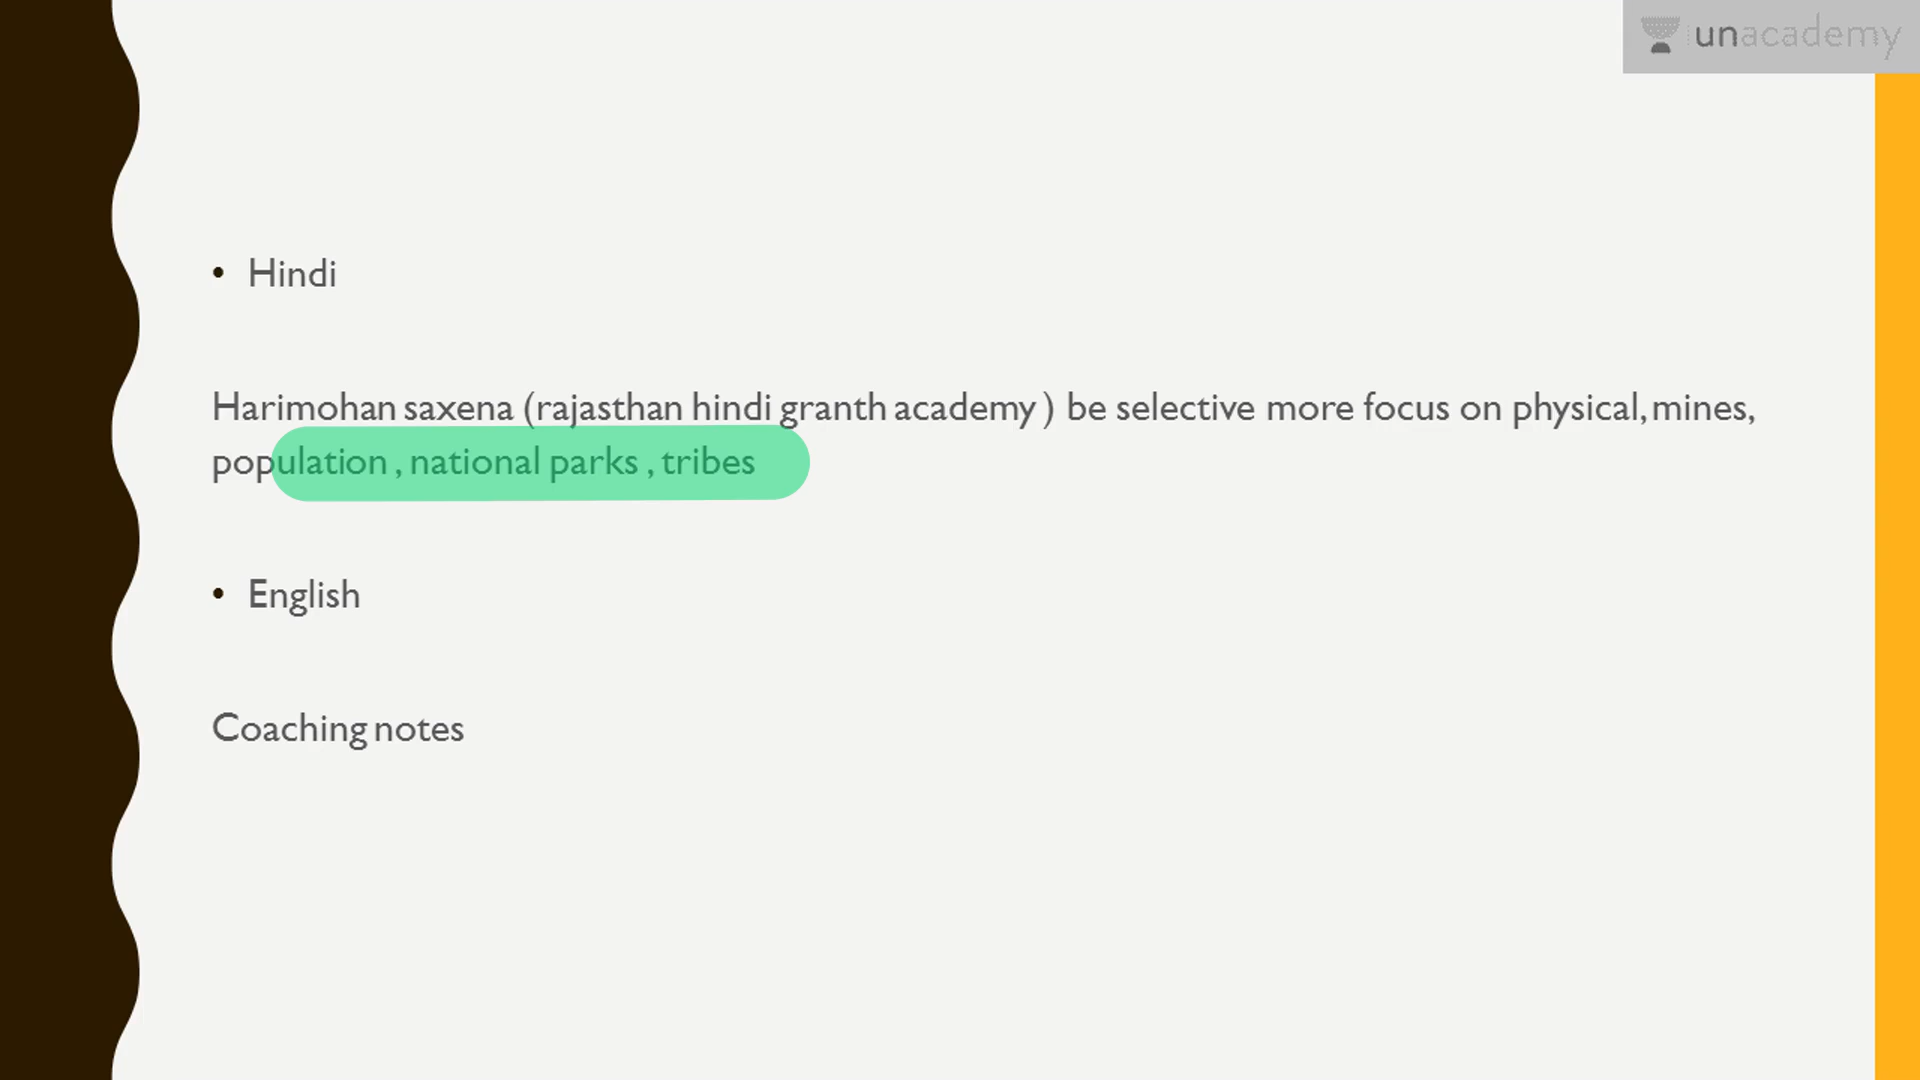 unacademy
• Hindi
Harimohan saxena (rajasthan hindi granth academy ) be selective more focus on physical, mines,
population , national parks , tribes
• English
Coaching notes